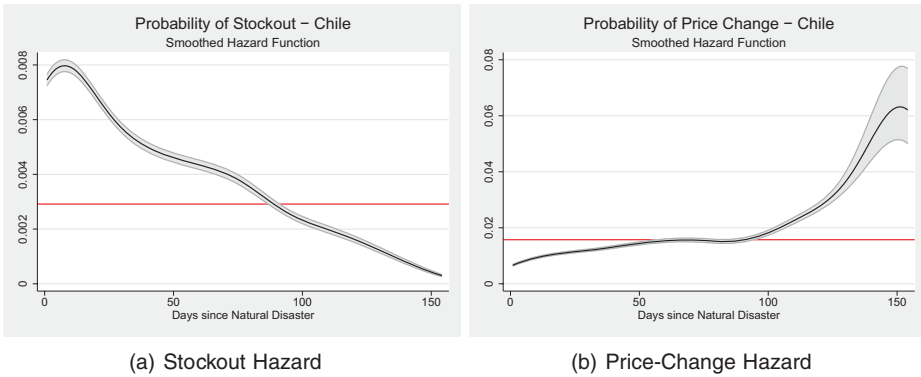 Probability of Stockout − Chile
Smoothed Hazard Function
0.008
0.006
0.004
0.002
0
0 50 100 150
Days since Natural Disaster
(a) Stockout Hazard
Probability of Price Change − Chile
Smoothed Hazard Function
0.08
0.06
0.04
0.02
0
0 50 100 150
Days since Natural Disaster
(b) Price-Change Hazard